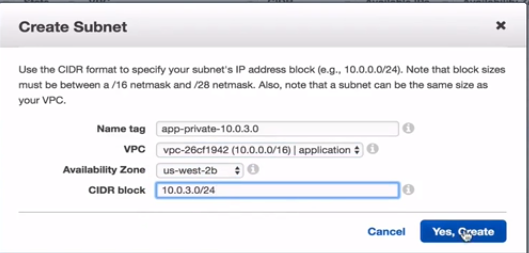 Create Subnet
Use the CIDR format to specify your subnet's IP address block (e.g., 10.0.0.0/24). Note that block sizes
must be between a /16 netmask and /28 netmask. Also, note that a subnet can be the same size as
your VPC.
Name tag app-private-10.0.3.0
VPC vpc-26cf1942 (10.0.0.0/16) | application
Availability Zone us-west-2b
CIDR block 10.0.3.0/24
Cancel Yes, Create